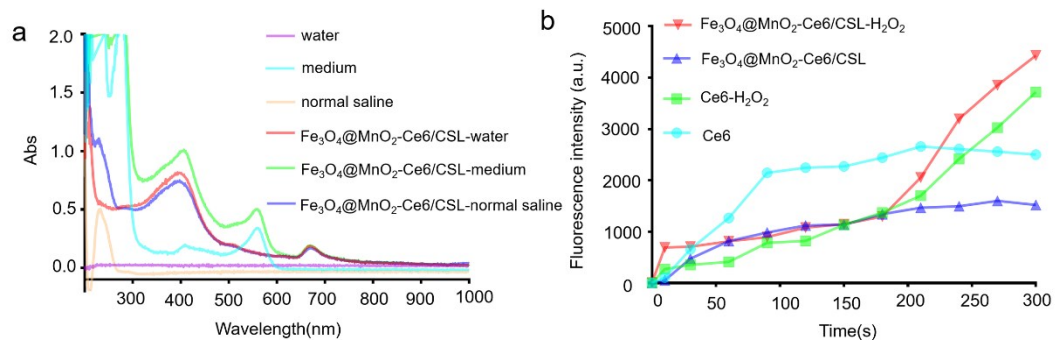 a
2.0
1.5
1.0
0.5
0.0
Abs
300 400 500 600 700 800 900 1000
Wavelength(nm)
water
medium
normal saline
Fe₃O₄@MnO₂-Ce6/CSL-water
Fe₃O₄@MnO₂-Ce6/CSL-medium
Fe₃O₄@MnO₂-Ce6/CSL-normal saline
b
Fluorescence intensity (a.u.)
5000
4000
3000
2000
1000
0
0 50 100 150 200 250 300
Time(s)
Fe₃O₄@MnO₂-Ce6/CSL-H₂O₂
Fe₃O₄@MnO₂-Ce6/CSL
Ce6-H₂O₂
Ce6